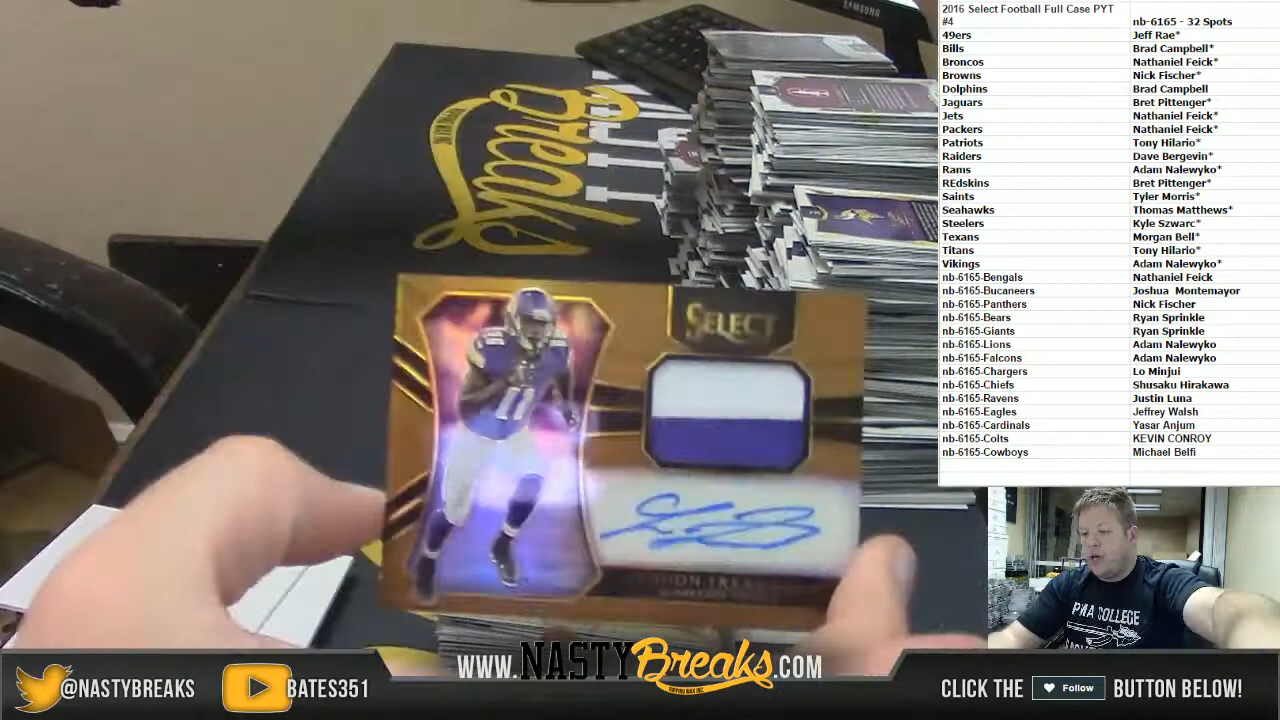 SAMSUNG
2016 Select Football Full Case PYT
#4 nb-6165 - 32 Spots
49ers Jeff Rae*
Bills Brad Campbell*
Broncos Nathaniel Feick*
Browns Nick Fischer*
Dolphins Brad Campbell
Jaguars Bret Pittenger*
Jets Nathaniel Feick*
Packers Nathaniel Feick*
Patriots Tony Hilario*
Raiders Dave Bergevin*
Rams Adam Nalewyko*
REdskins Bret Pittenger*
Saints Tyler Morris*
Seahawks Thomas Matthews*
Steelers Kyle Szwarc*
Texans Morgan Bell*
Titans Tony Hilario*
Vikings Adam Nalewyko*
nb-6165-Bengals Nathaniel Feick
nb-6165-Bucaneers Joshua Montemayor
nb-6165-Panthers Nick Fischer
nb-6165-Bears Ryan Sprinkle
nb-6165-Giants Ryan Sprinkle
nb-6165-Lions Adam Nalewyko
nb-6165-Falcons Adam Nalewyko
nb-6165-Chargers Lo Minjui
nb-6165-Chiefs Shusaku Hirakawa
nb-6165-Ravens Justin Luna
nb-6165-Eagles Jeffrey Walsh
nb-6165-Cardinals Yasar Anjum
nb-6165-Colts KEVIN CONROY
nb-6165-Cowboys Michael Belfi
Breaks
SELECT
11
COLLEGE
@NASTYBREAKS
BATES351
WWW.NASTYBreaks.COM
RIPPING WAX INC.
CLICK THE Follow BUTTON BELOW!